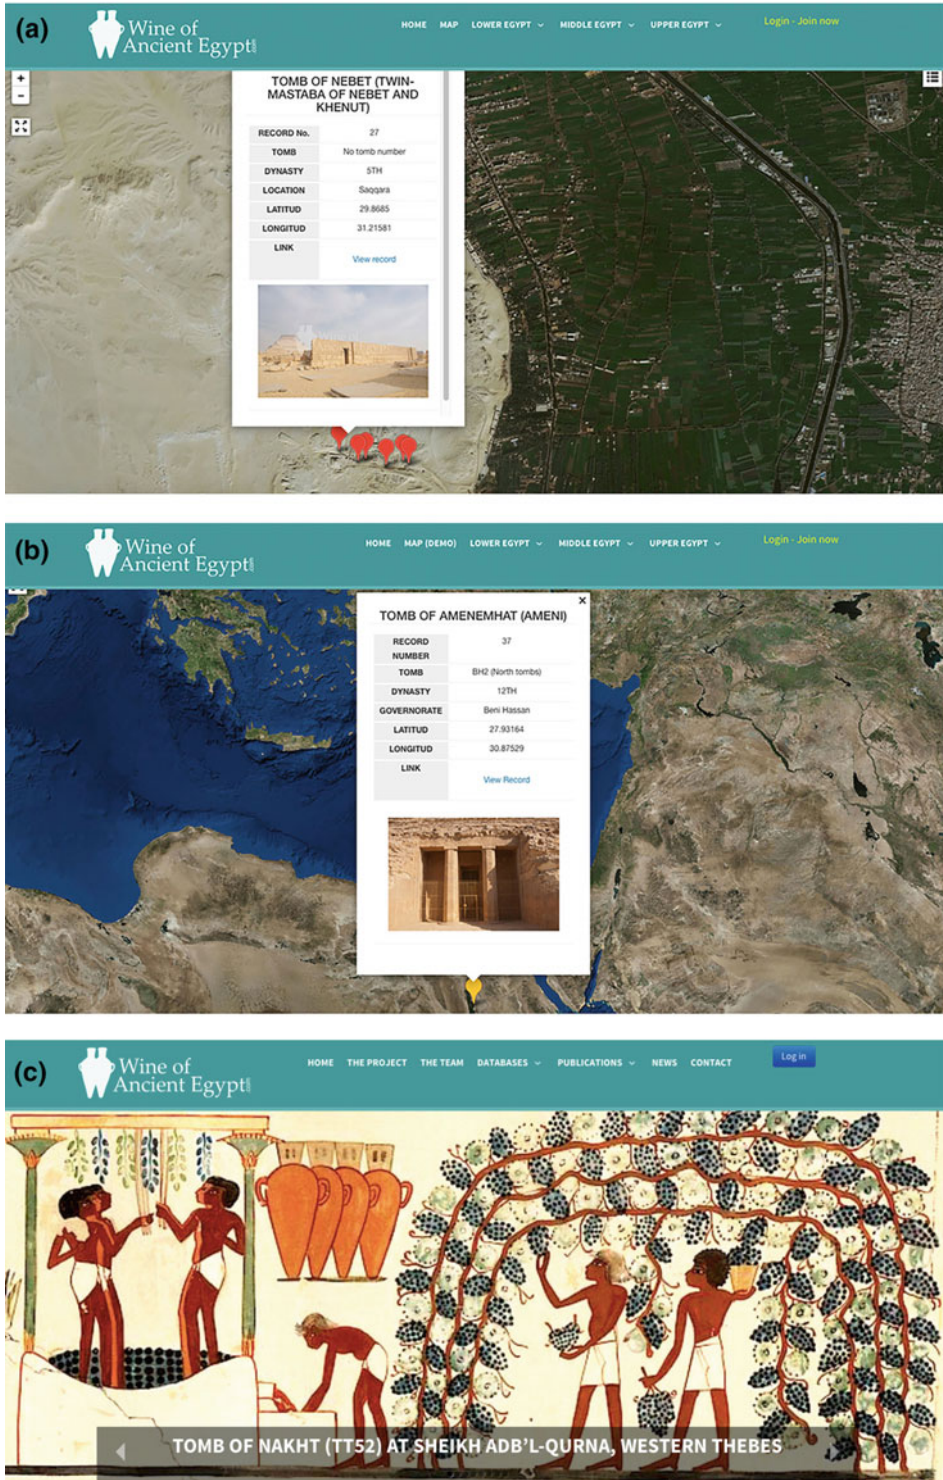 (a)
Wine of
Ancient Egypt.com
HOME MAP LOWER EGYPT MIDDLE EGYPT UPPER EGYPT
Login - Join now
+
-
TOMB OF NEBET (TWIN-
MASTABA OF NEBET AND
KHENUT)
RECORD No. 27
TOMB No tomb number
DYNASTY 5TH
LOCATION Saqqara
LATITUD 29.8685
LONGITUD 31.21581
LINK
View record
(b)
Wine of
Ancient Egypt.com
HOME MAP (DEMO) LOWER EGYPT MIDDLE EGYPT UPPER EGYPT
Login - Join now
×
TOMB OF AMENEMHAT (AMENI)
RECORD 37
NUMBER
TOMB BH2 (North tombs)
DYNASTY 12TH
GOVERNORATE Beni Hassan
LATITUD 27.93164
LONGITUD 30.87529
LINK
View Record
(c)
Wine of
Ancient Egypt.com
HOME THE PROJECT THE TEAM DATABASES PUBLICATIONS NEWS CONTACT
Log in
TOMB OF NAKHT (TT52) AT SHEIKH ADB'L-QURNA, WESTERN THEBES